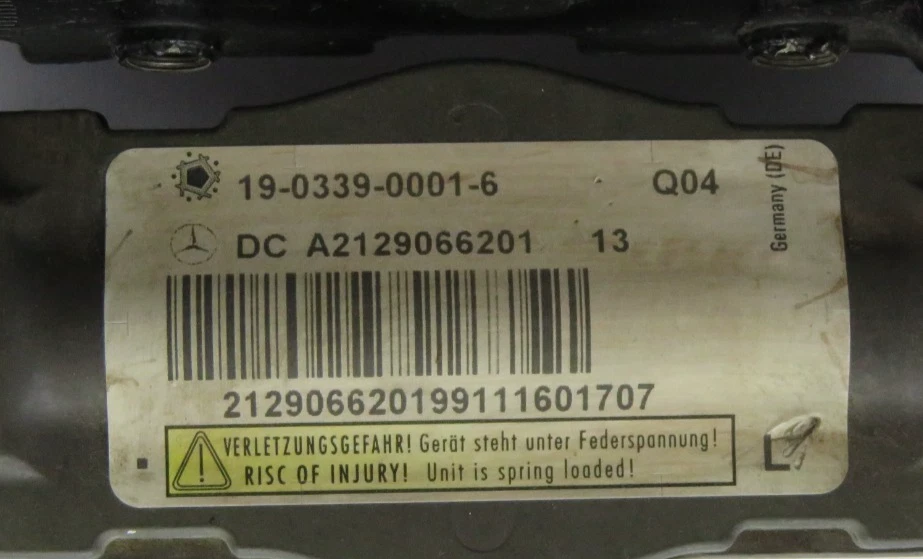 19-0339-0001-6 Q04
Germany (DE)
DC A2129066201 13
212906620199111601707
VERLETZUNGSGEFAHR! Gerät steht unter Federspannung!
RISC OF INJURY! Unit is spring loaded!
L